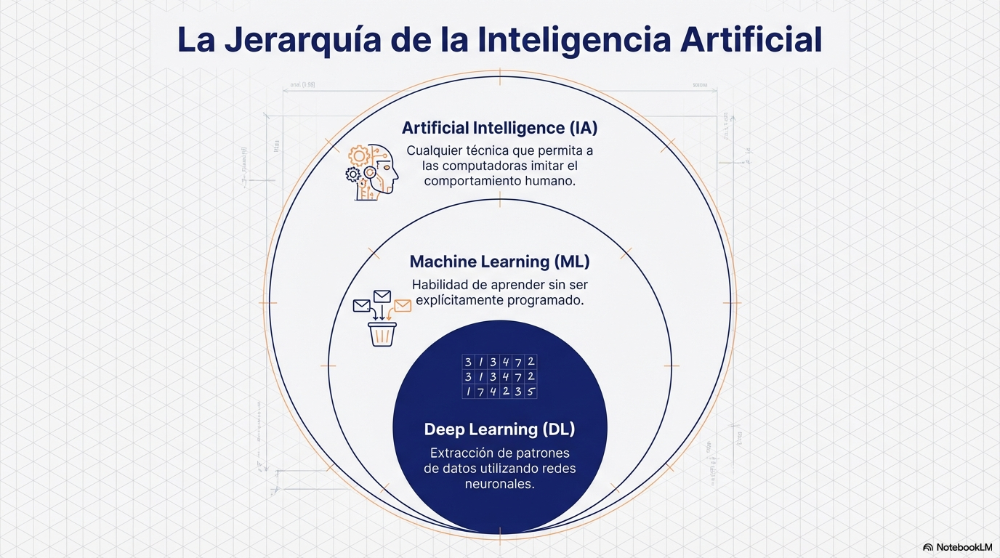 La Jerarquía de la Inteligencia Artificial
Artificial Intelligence (IA)
Cualquier técnica que permita a
las computadoras imitar el
comportamiento humano.
Machine Learning (ML)
Habilidad de aprender sin ser
explícitamente programado.
3 1 3 4 7 2
3 1 3 4 7 2
1 7 4 2 3 5
Deep Learning (DL)
Extracción de patrones
de datos utilizando redes
neuronales.
NotebookLM